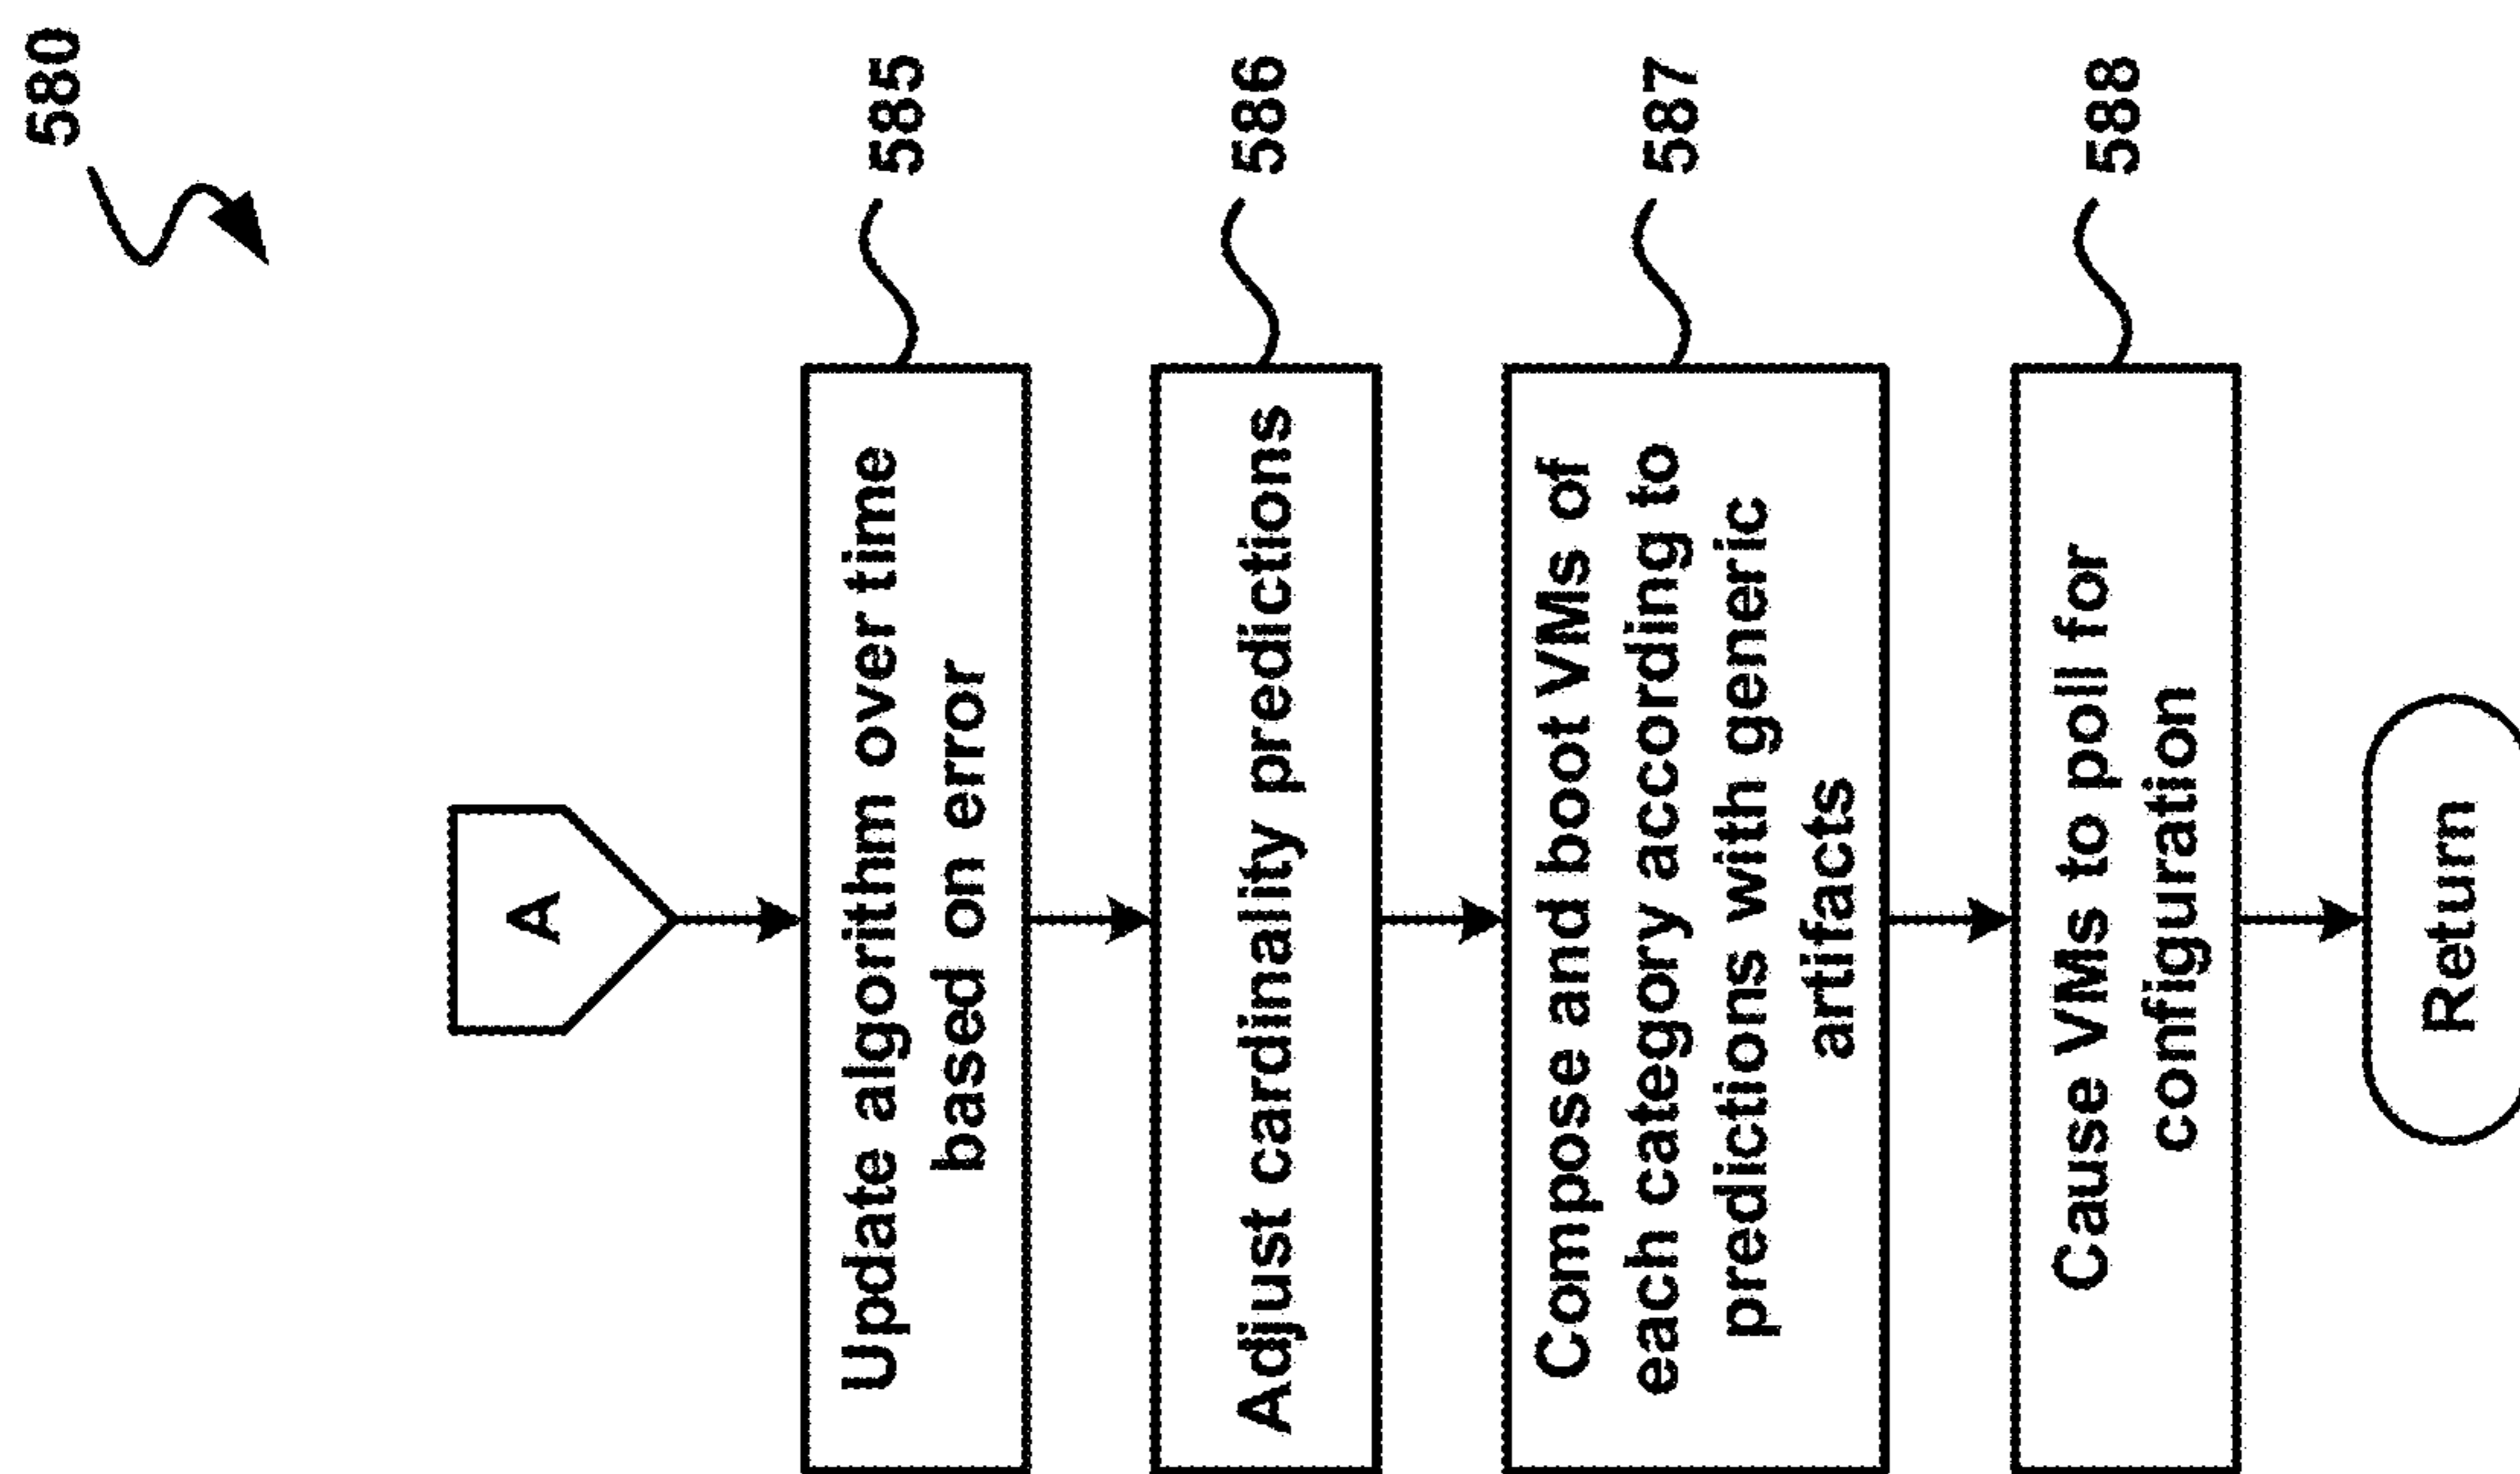 580
A
Update algorithm over time
based on error
585
Adjust cardinality predictions
586
Compose and boot VMs of
each category according to
predictions with generic
artifacts
587
Cause VMs to poll for
configuration
588
Return